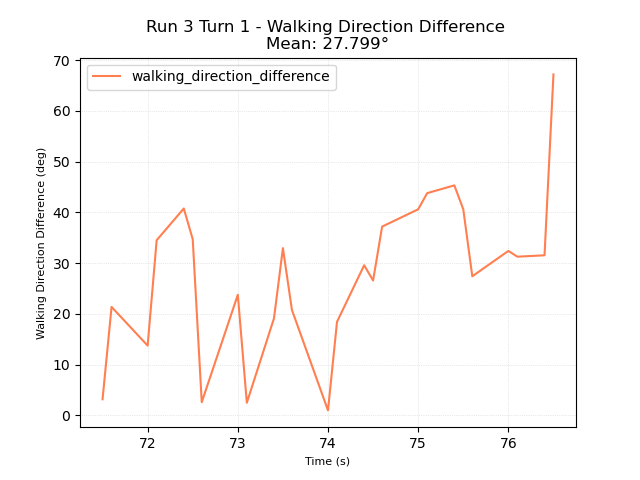 Run 3 Turn 1 - Walking Direction Difference
Mean: 27.799°
walking_direction_difference
Walking Direction Difference (deg)
70
60
50
40
30
20
10
0
72
73
74
75
76
Time (s)